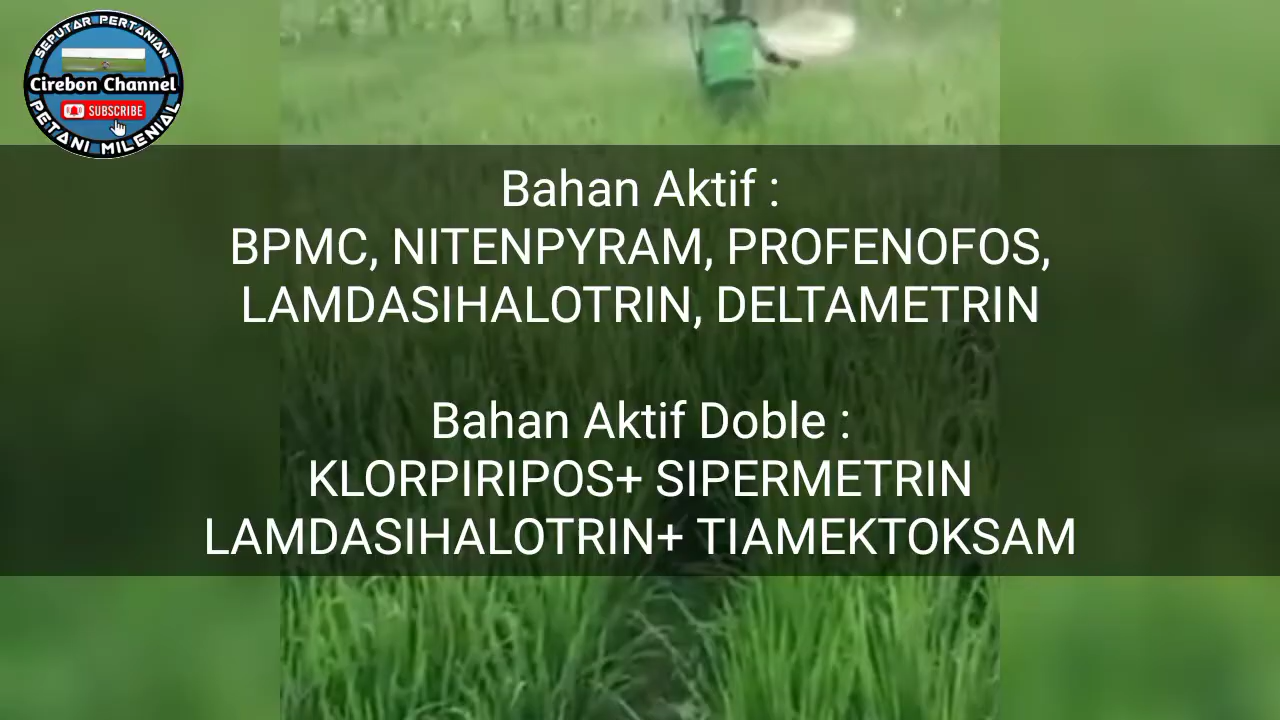 SEPUTAR PERTANIAN
Cirebon Channel
SUBSCRIBE
PETANI MILENIAL
Bahan Aktif :
BPMC, NITENPYRAM, PROFENOFOS,
LAMDASIHALOTRIN, DELTAMETRIN
Bahan Aktif Doble :
KLORPIRIPOS+ SIPERMETRIN
LAMDASIHALOTRIN+ TIAMEKTOKSAM